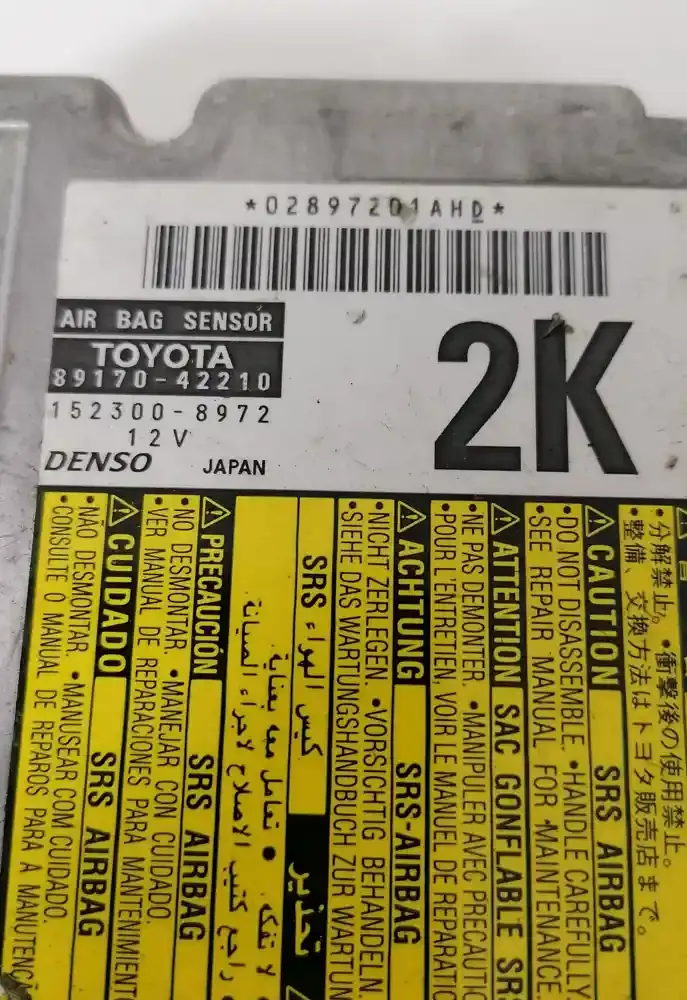 *02897201AHD*
AIR BAG SENSOR
TOYOTA
89170-42210
152300-8972
12V
DENSO JAPAN
2K
・分解禁止。・衝撃後の使用禁止。
・整備 交換方法はトヨタ販売店まで。
⚠CAUTION SRS AIRBAG
・DO NOT DISASSEMBLE. ・HANDLE CAREFULLY
・SEE REPAIR MANUAL FOR MAINTENANCE.
⚠ATTENTION SAC GONFLABLE SR
・NE PAS DEMONTER. ・MANIPULER AVEC PRECAUTIO
・POUR L'ENTRETIEN, VOIR LE MANUEL DE REPARATIO
⚠ACHTUNG SRS-AIRBAG
・NICHT ZERLEGEN. ・VORSICHTIG BEHANDELN.
・SIEHE DAS WARTUNGSHANDBUCH ZUR WARTUN
تحذير كيس الهواء SRS
لا تفكه. • تعامل معه بعناية.
راجع كتيب الاصلاح لاجراء الصيانة.
⚠PRECAUCIÓN SRS AIRBAG
・NO DESMONTAR. ・MANEJAR CON CUIDADO.
・VER MANUAL DE REPARACIONES PARA MANTENIMIENT
⚠CUIDADO SRS AIRBAG
・NÃO DESMONTAR. ・MANUSEAR COM CUIDADO.
・CONSULTE O MANUAL DE REPAROS PARA A MANUTENÇÃ